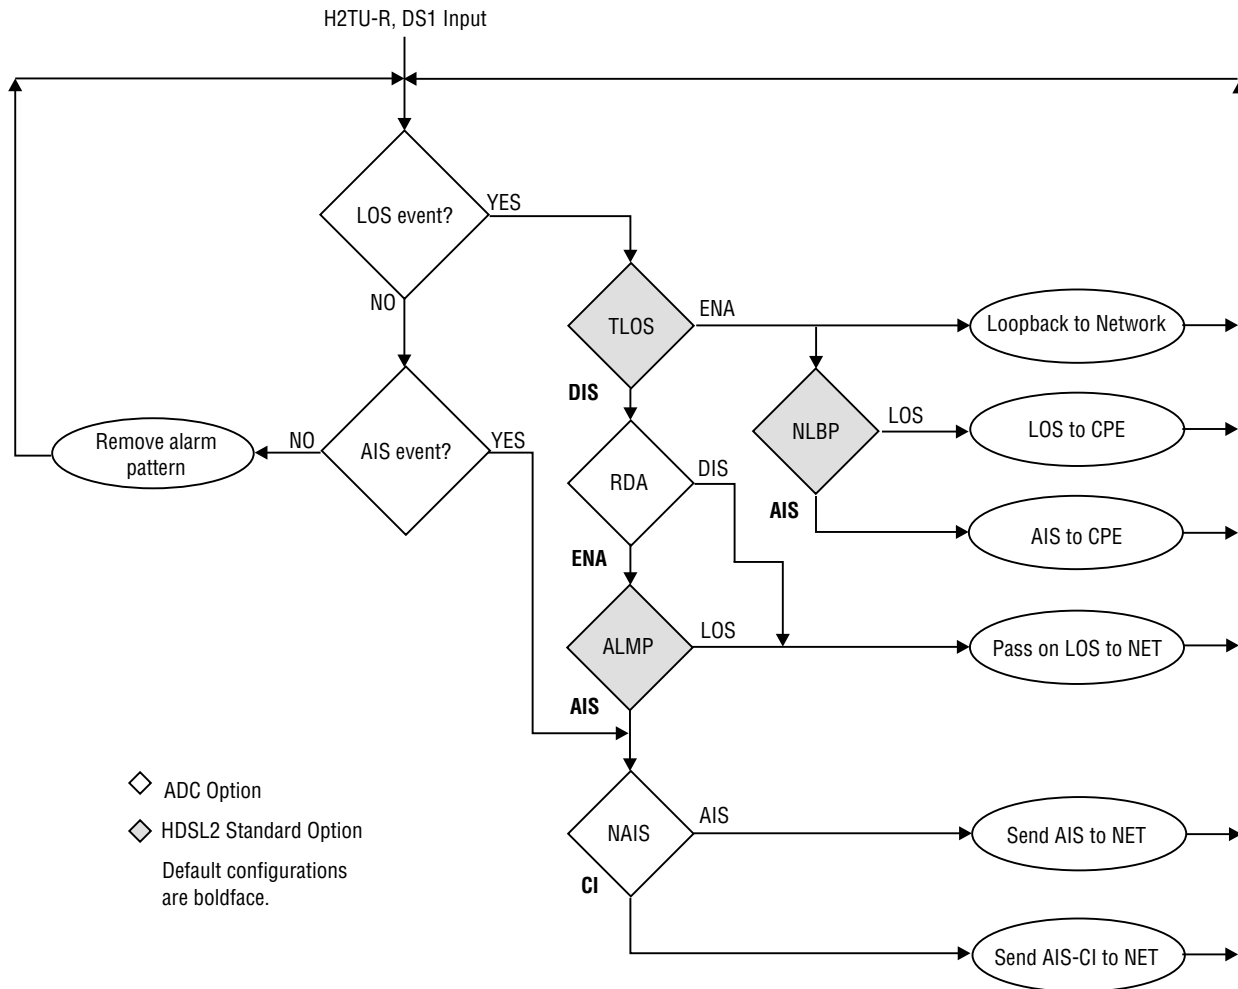 H2TU-R, DS1 Input
LOS event?
YES
NO
TLOS
ENA
Loopback to Network
DIS
NLBP
LOS
LOS to CPE
AIS
AIS to CPE
Remove alarm
pattern
NO
AIS event?
YES
RDA
DIS
ENA
ALMP
LOS
Pass on LOS to NET
AIS
NAIS
AIS
Send AIS to NET
CI
Send AIS-CI to NET
ADC Option
HDSL2 Standard Option
Default configurations
are boldface.